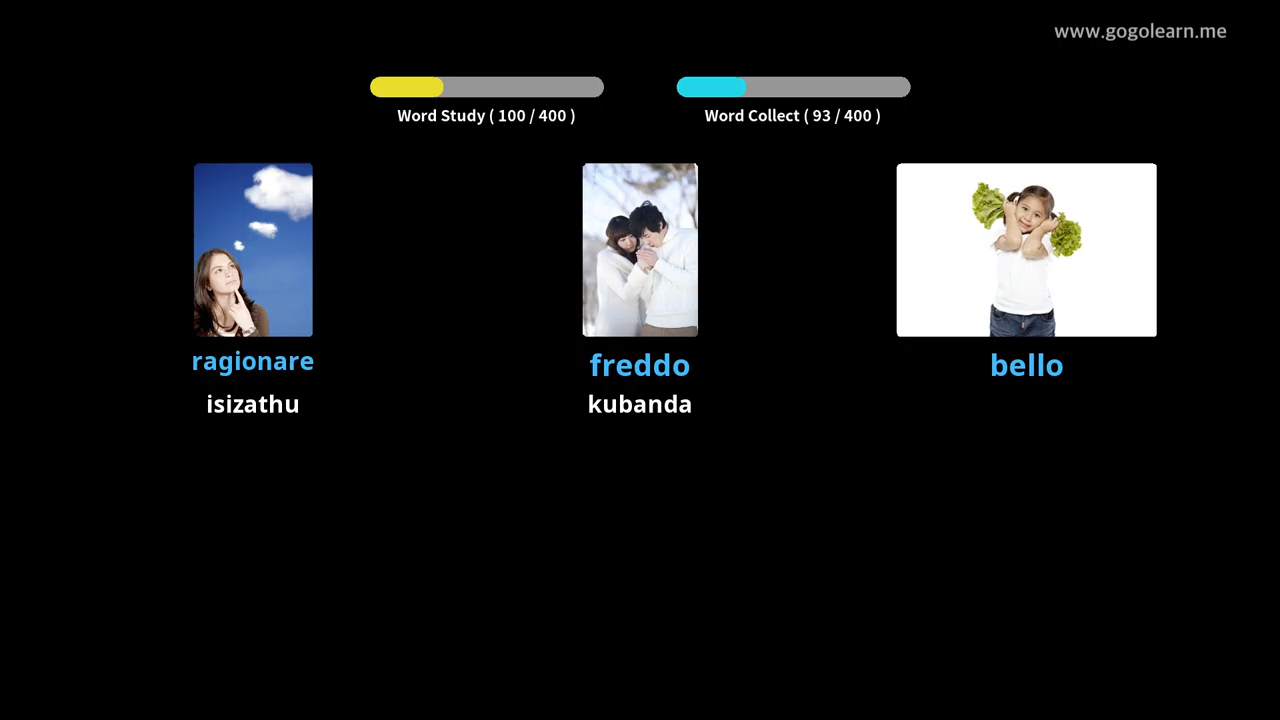 www.gogolearn.me
Word Study ( 100 / 400 )
Word Collect ( 93 / 400 )
ragionare
isizathu
freddo
kubanda
bello